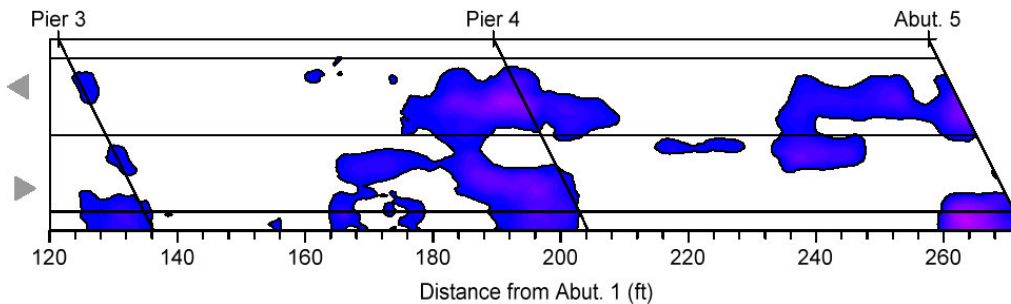 Pier 3 Pier 4 Abut. 5
120 140 160 180 200 220 240 260
Distance from Abut. 1 (ft)